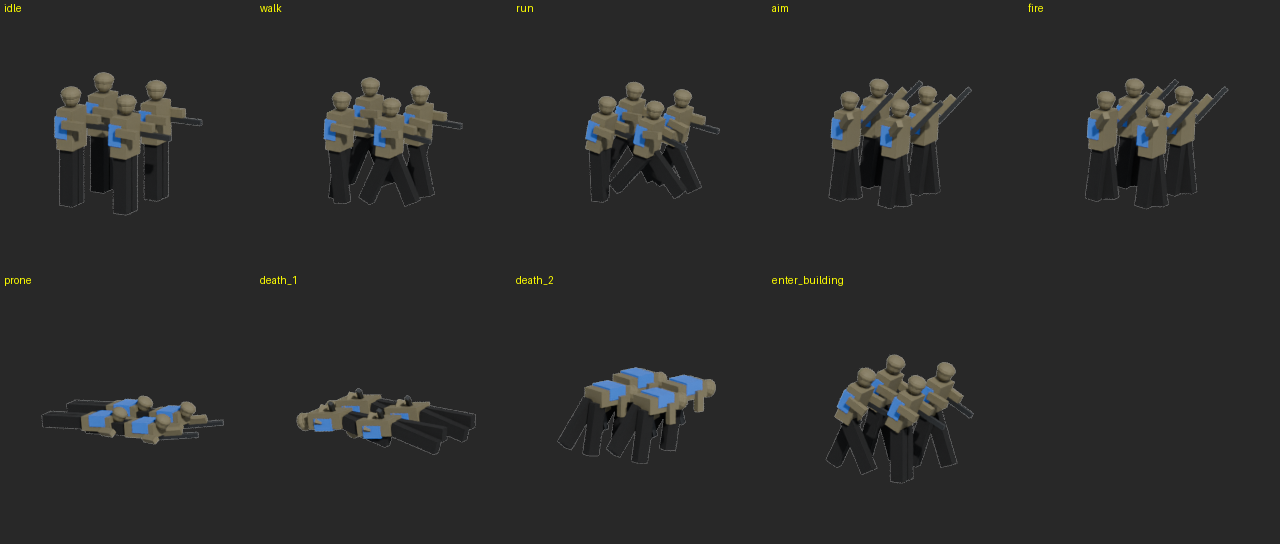 idle
walk
run
aim
fire
prone
death_1
death_2
enter_building